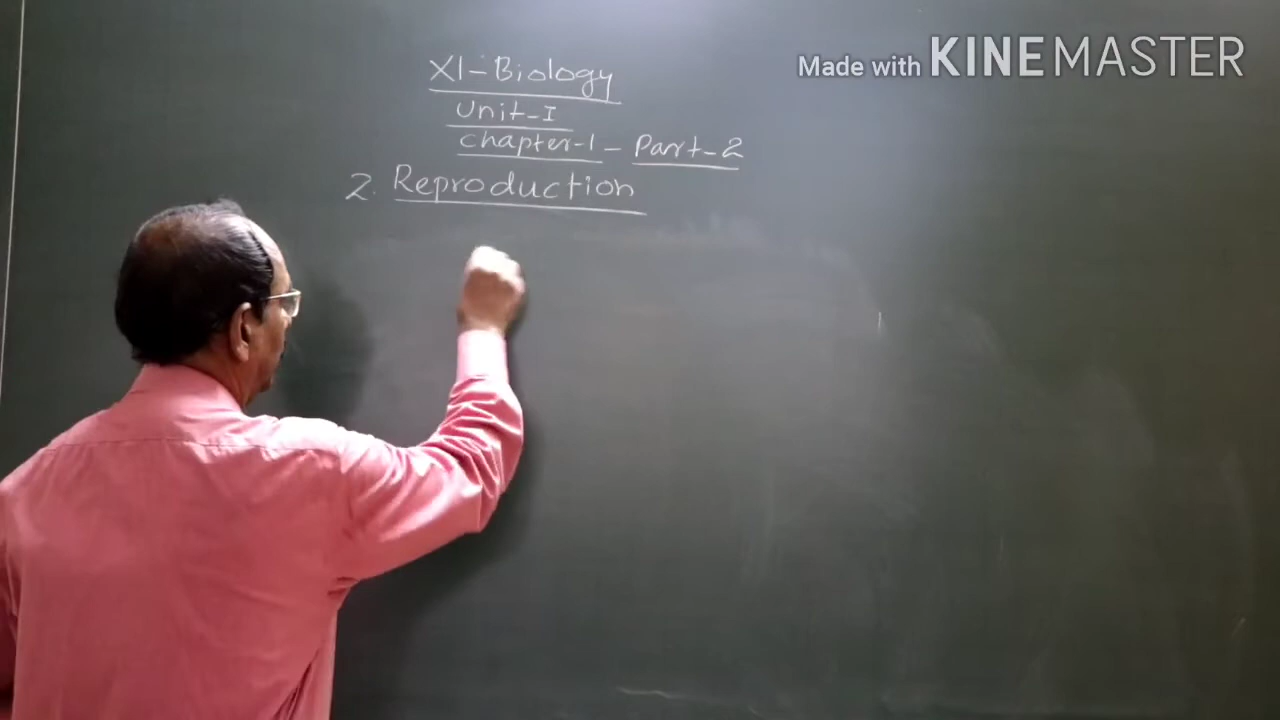 Made with KINEMASTER
XI-Biology
Unit-I
Chapter-1 - Part-2
2. Reproduction